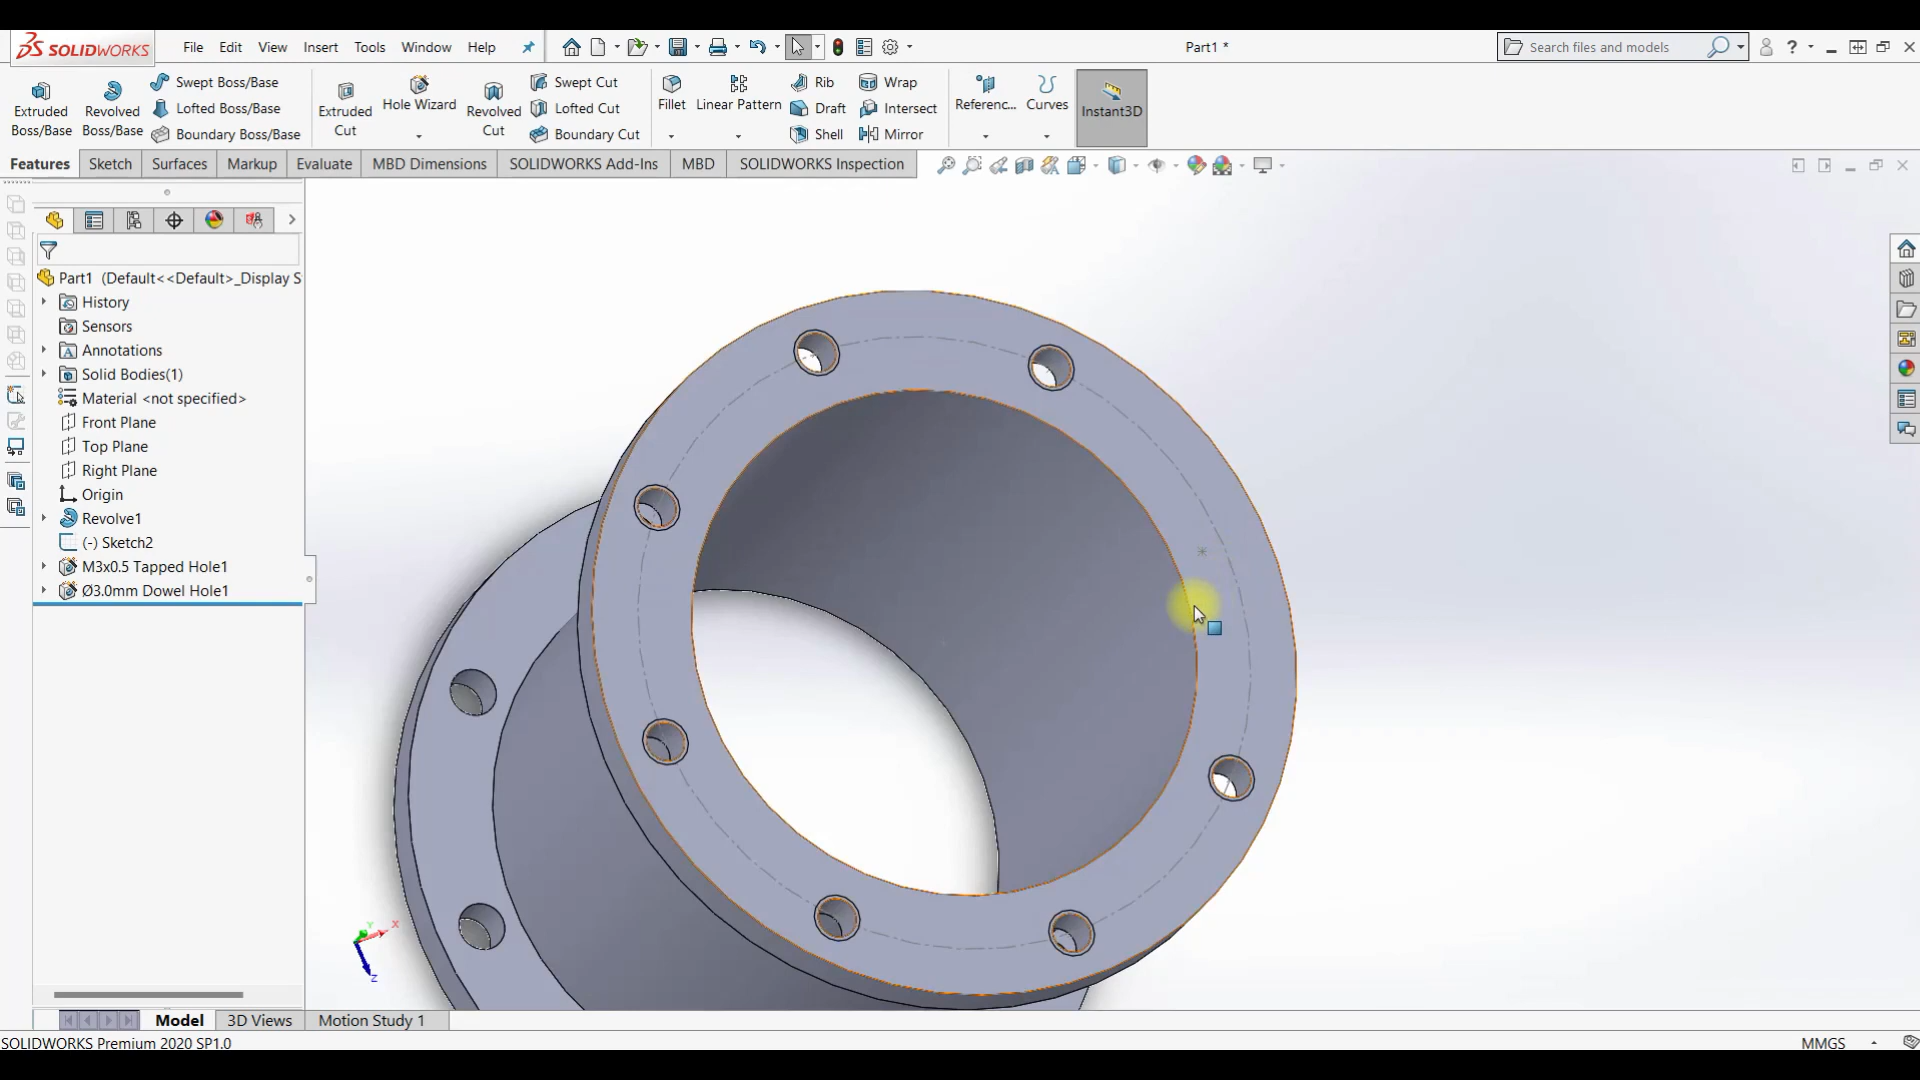 SOLIDWORKS File Edit View Insert Tools Window Help Part1 * Search files and models ?
Extruded Boss/Base
Revolved Boss/Base
Swept Boss/Base
Lofted Boss/Base
Boundary Boss/Base
Extruded Cut
Hole Wizard
Revolved Cut
Swept Cut
Lofted Cut
Boundary Cut
Fillet
Linear Pattern
Rib
Draft
Shell
Wrap
Intersect
Mirror
Referenc...
Curves
Instant3D
Features Sketch Surfaces Markup Evaluate MBD Dimensions SOLIDWORKS Add-Ins MBD SOLIDWORKS Inspection
Part1 (Default<<Default>_Display S
History
Sensors
Annotations
Solid Bodies(1)
Material <not specified>
Front Plane
Top Plane
Right Plane
Origin
Revolve1
(-) Sketch2
M3x0.5 Tapped Hole1
Ø3.0mm Dowel Hole1
Y
X
Z
Model 3D Views Motion Study 1
SOLIDWORKS Premium 2020 SP1.0 MMGS